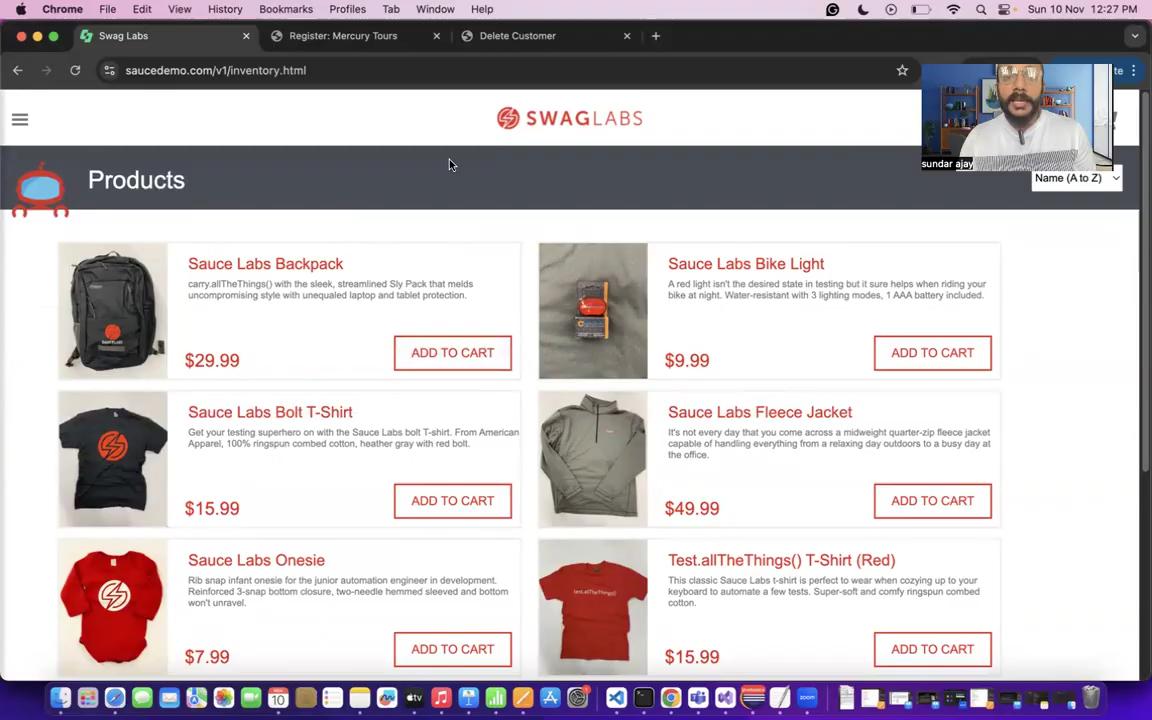 Chrome File Edit View History Bookmarks Profiles Tab Window Help Sun 10 Nov 12:27 PM
Swag Labs Register: Mercury Tours Delete Customer
saucedemo.com/v1/inventory.html
SWAGLABS
sundar ajay
Products
Name (A to Z)
Sauce Labs Backpack
carry.allTheThings() with the sleek, streamlined Sly Pack that melds
uncompromising style with unequaled laptop and tablet protection.
$29.99
ADD TO CART
Sauce Labs Bike Light
A red light isn't the desired state in testing but it sure helps when riding your
bike at night. Water-resistant with 3 lighting modes, 1 AAA battery included.
$9.99
ADD TO CART
Sauce Labs Bolt T-Shirt
Get your testing superhero on with the Sauce Labs bolt T-shirt. From American
Apparel, 100% ringspun combed cotton, heather gray with red bolt.
$15.99
ADD TO CART
Sauce Labs Fleece Jacket
It's not every day that you come across a midweight quarter-zip fleece jacket
capable of handling everything from a relaxing day outdoors to a busy day at
the office.
$49.99
ADD TO CART
Sauce Labs Onesie
Rib snap infant onesie for the junior automation engineer in development.
Reinforced 3-snap bottom closure, two-needle hemmed sleeved and bottom
won't unravel.
$7.99
ADD TO CART
Test.allTheThings() T-Shirt (Red)
This classic Sauce Labs t-shirt is perfect to wear when cozying up to your
keyboard to automate a few tests. Super-soft and comfy ringspun combed
cotton.
$15.99
ADD TO CART
test.allTheThings()
zoom